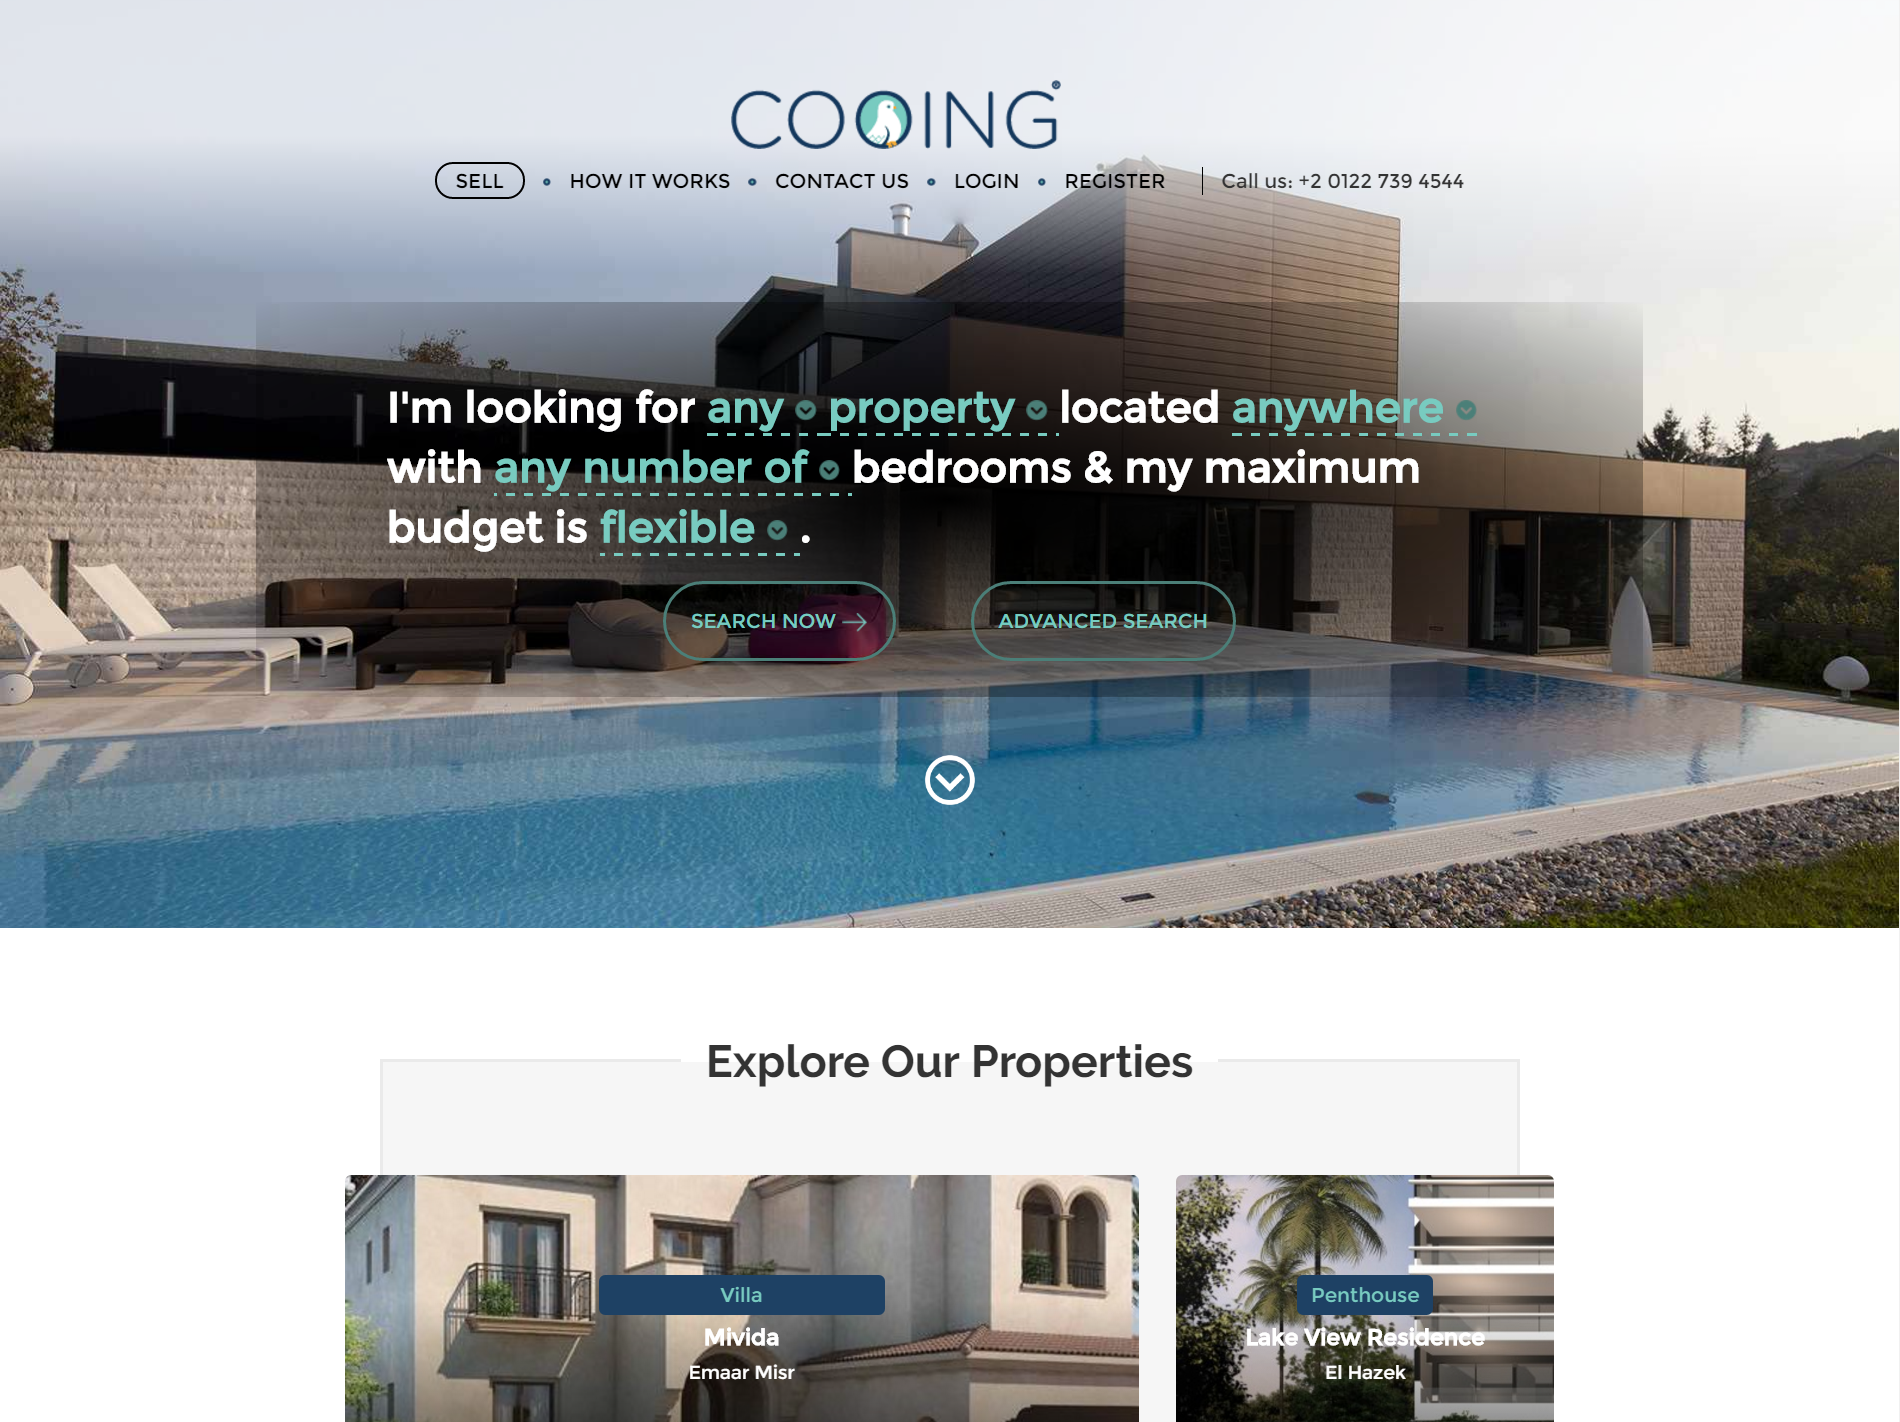 COOING
SELL HOW IT WORKS CONTACT US LOGIN REGISTER Call us: +2 0122 739 4544
I'm looking for any property located anywhere
with any number of bedrooms & my maximum
budget is flexible .
SEARCH NOW ADVANCED SEARCH
Explore Our Properties
Villa
Mivida
Emaar Misr
Penthouse
Lake View Residence
El Hazek